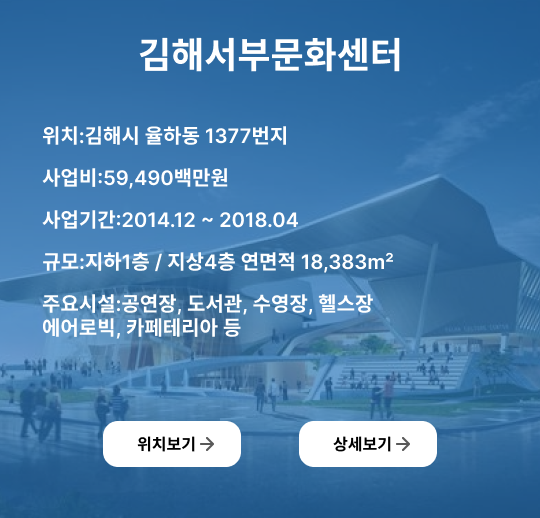 김해서부문화센터
위치:김해시 율하동 1377번지
사업비:59,490백만원
사업기간:2014.12 ~ 2018.04
규모:지하1층 / 지상4층 연면적 18,383m²
주요시설:공연장, 도서관, 수영장, 헬스장
에어로빅, 카페테리아 등
위치보기 →
상세보기 →